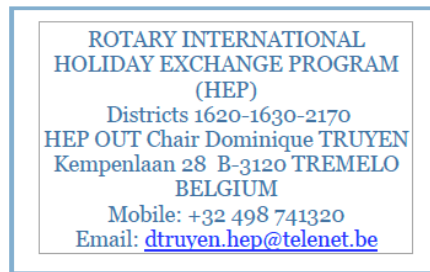 ROTARY INTERNATIONAL
HOLIDAY EXCHANGE PROGRAM
(HEP)
Districts 1620-1630-2170
HEP OUT Chair Dominique TRUYEN
Kempenlaan 28 B-3120 TREMELO
BELGIUM
Mobile: +32 498 741320
Email: dtruyen.hep@telenet.be